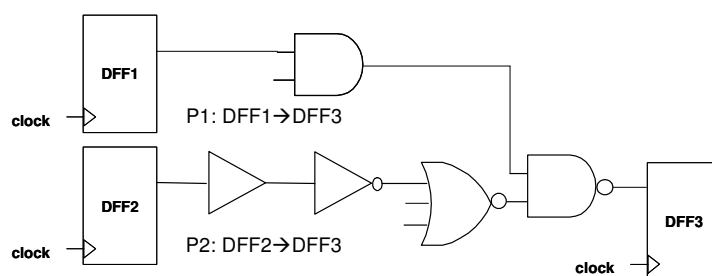 DFF1
clock
P1: DFF1→DFF3
DFF2
clock
P2: DFF2→DFF3
DFF3
clock